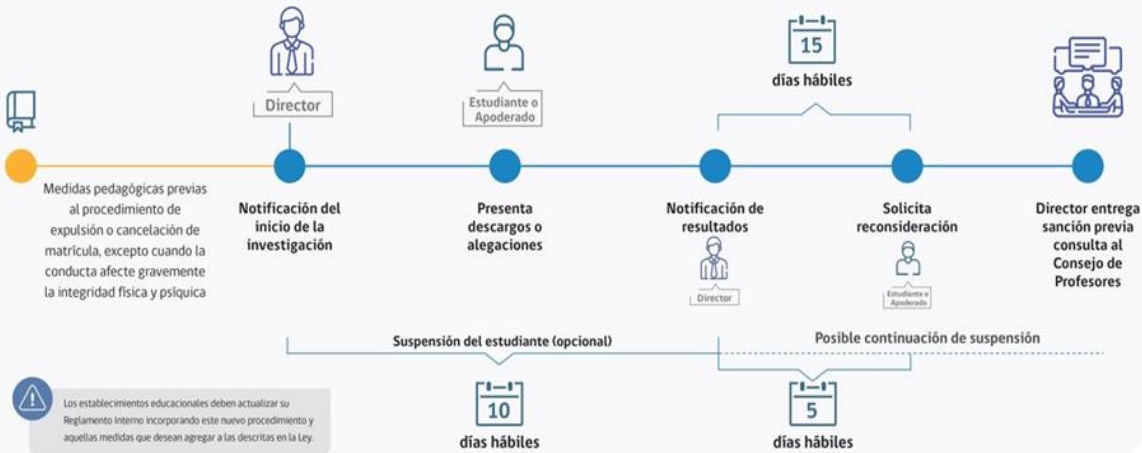 15
días hábiles
Director
Estudiante o
Apoderado
Medidas pedagógicas previas
al procedimiento de
expulsión o cancelación de
matrícula, excepto cuando la
conducta afecte gravemente
la integridad física y psíquica
Notificación del
inicio de la
investigación
Presenta
descargos o
alegaciones
Notificación de
resultados
Director
Solicita
reconsideración
Estudiante o
Apoderado
Director entrega
sanción previa
consulta al
Consejo de
Profesores
Suspensión del estudiante (opcional)
Posible continuación de suspensión
10
días hábiles
5
días hábiles
Los establecimientos educacionales deben actualizar su
Reglamento Interno incorporando este nuevo procedimiento y
aquellas medidas que desean agregar a las descritas en la Ley.